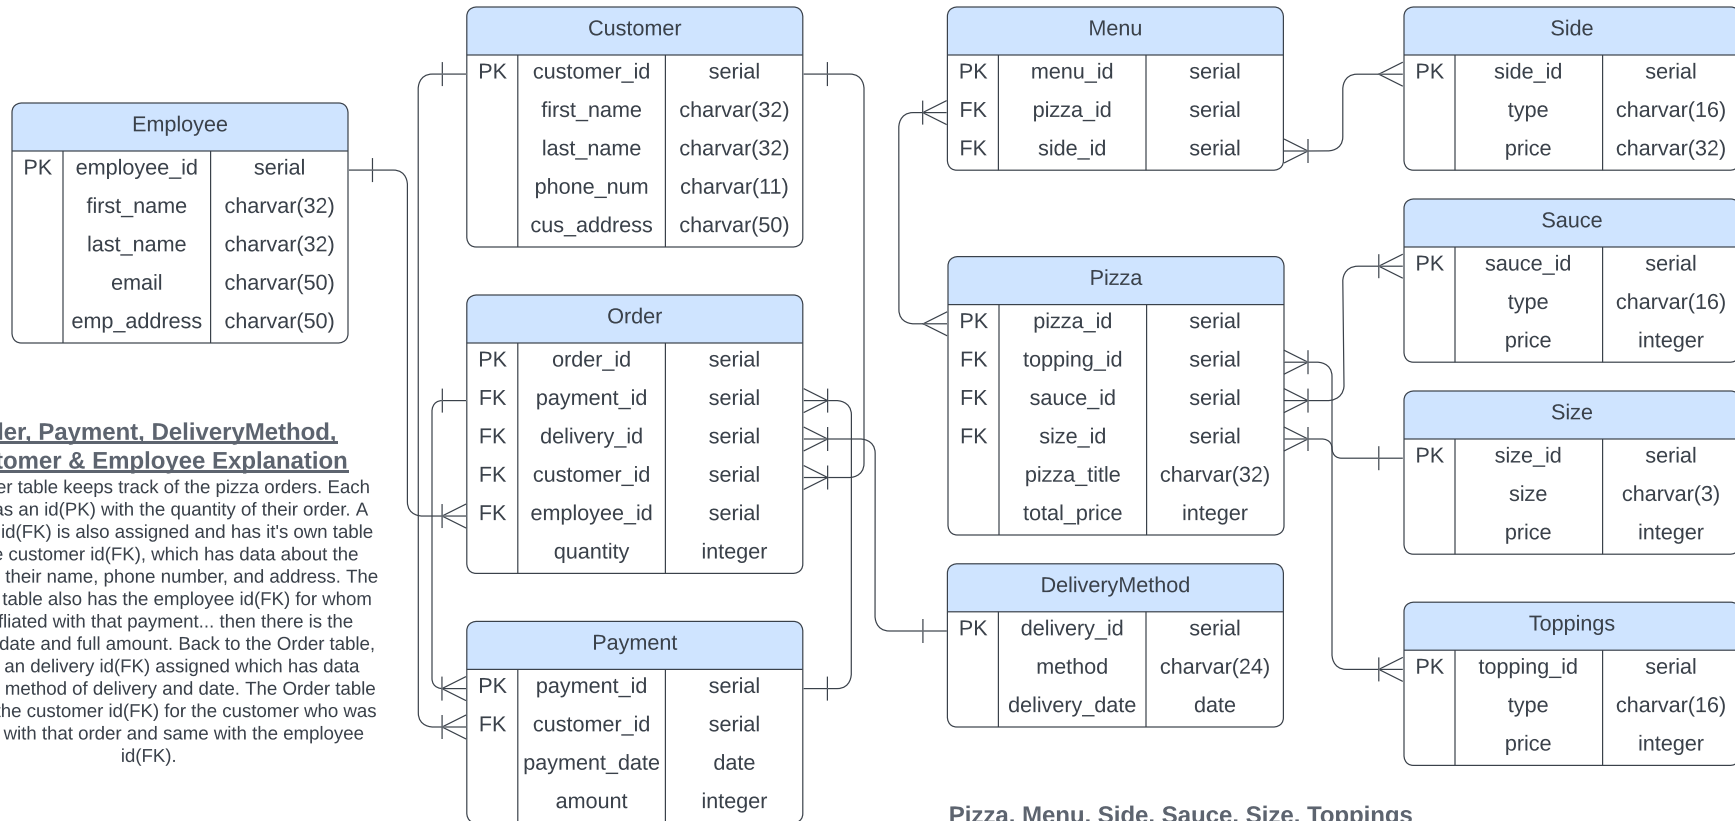 Employee
PK employee_id serial
first_name charvar(32)
last_name charvar(32)
email charvar(50)
emp_address charvar(50)
Payment, DeliveryMethod,
& Employee Explanation
table keeps track of the pizza orders. Each
an id(PK) with the quantity of their order. A
id(FK) is also assigned and has it's own table
customer id(FK), which has data about the
their name, phone number, and address. The
table also has the employee id(FK) for whom
with that payment... then there is the
date and full amount. Back to the Order table,
an delivery id(FK) assigned which has data
method of delivery and date. The Order table
customer id(FK) for the customer who was
with that order and same with the employee
id(FK).
Customer
PK customer_id serial
first_name charvar(32)
last_name charvar(32)
phone_num charvar(11)
cus_address charvar(50)
Order
PK order_id serial
FK payment_id serial
FK delivery_id serial
FK customer_id serial
FK employee_id serial
quantity integer
Payment
PK payment_id serial
FK customer_id serial
payment_date date
amount integer
Menu
PK menu_id serial
FK pizza_id serial
FK side_id serial
Pizza
PK pizza_id serial
FK topping_id serial
FK sauce_id serial
FK size_id serial
pizza_title charvar(32)
total_price integer
DeliveryMethod
PK delivery_id serial
method charvar(24)
delivery_date date
Pizza, Menu, Side, Sauce, Size, Toppings
Side
PK side_id serial
type charvar(16)
price charvar(32)
Sauce
PK sauce_id serial
type charvar(16)
price integer
Size
PK size_id serial
size charvar(3)
price integer
Toppings
PK topping_id serial
type charvar(16)
price integer